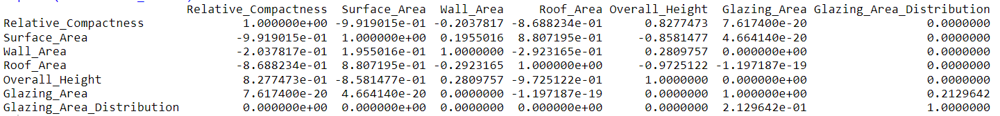 Relative_Compactness Surface_Area Wall_Area Roof_Area Overall_Height Glazing_Area Glazing_Area_Distribution
Relative_Compactness 1.000000e+00 -9.919015e-01 -0.2037817 -8.688234e-01 0.8277473 7.617400e-20 0.0000000
Surface_Area -9.919015e-01 1.000000e+00 0.1955016 8.807195e-01 -0.8581477 4.664140e-20 0.0000000
Wall_Area -2.037817e-01 1.955016e-01 1.0000000 -2.923165e-01 0.2809757 0.000000e+00 0.0000000
Roof_Area -8.688234e-01 8.807195e-01 -0.2923165 1.000000e+00 -0.9725122 -1.197187e-19 0.0000000
Overall_Height 8.277473e-01 -8.581477e-01 0.2809757 -9.725122e-01 1.0000000 0.000000e+00 0.0000000
Glazing_Area 7.617400e-20 4.664140e-20 0.0000000 -1.197187e-19 0.0000000 1.000000e+00 0.2129642
Glazing_Area_Distribution 0.000000e+00 0.000000e+00 0.0000000 0.000000e+00 0.0000000 2.129642e-01 1.0000000